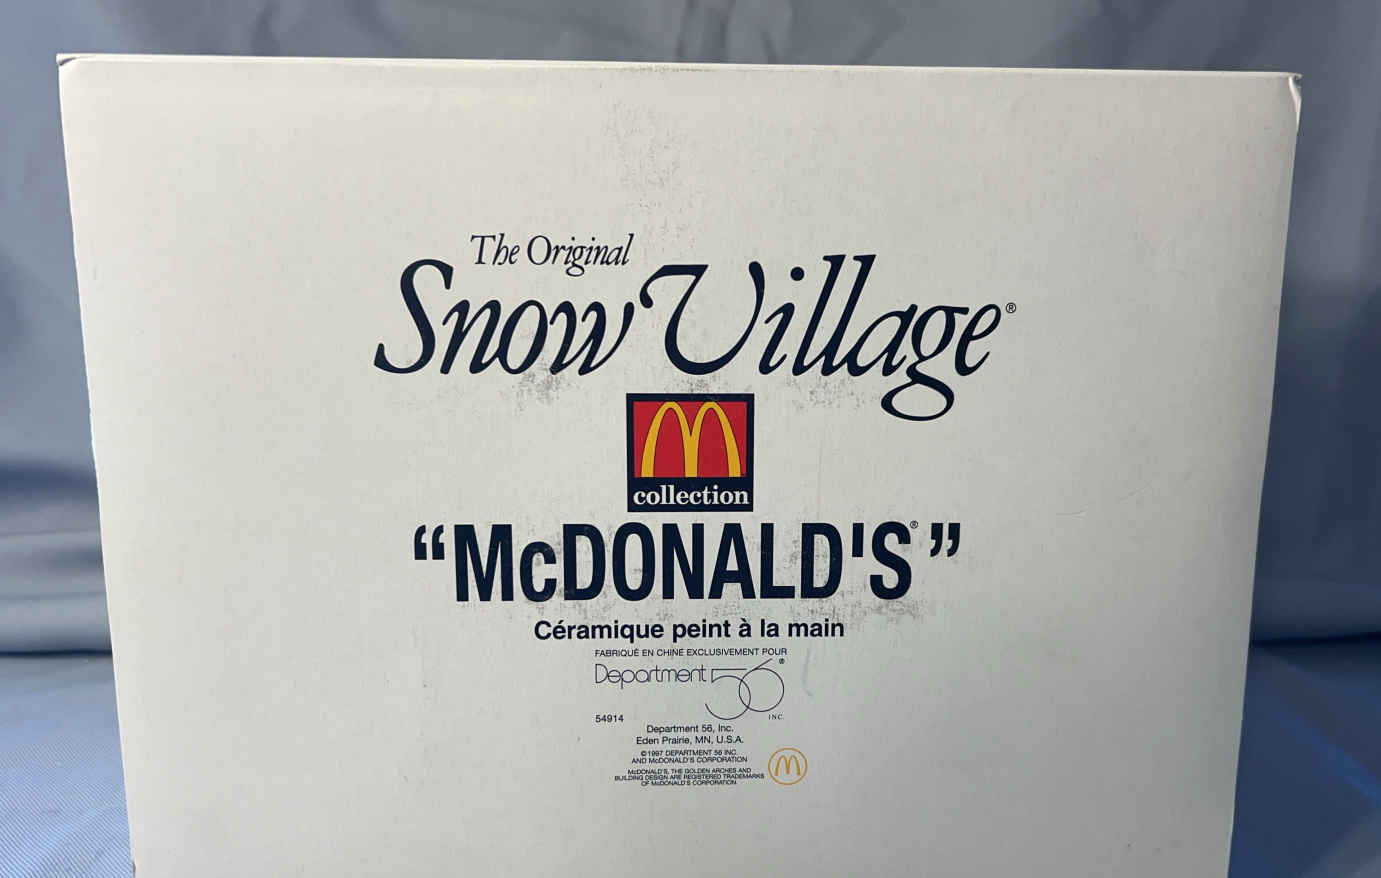 The Original
Snow Village®
collection
“McDONALD'S®”
Céramique peint à la main
FABRIQUÉ EN CHINE EXCLUSIVEMENT POUR
Department 56®
INC.
54914
Department 56, Inc.
Eden Prairie, MN, U.S.A.
©1997 DEPARTMENT 56 INC.
AND McDONALD'S CORPORATION
McDONALD'S, THE GOLDEN ARCHES AND
BUILDING DESIGN ARE REGISTERED TRADEMARKS
OF McDONALD'S CORPORATION.